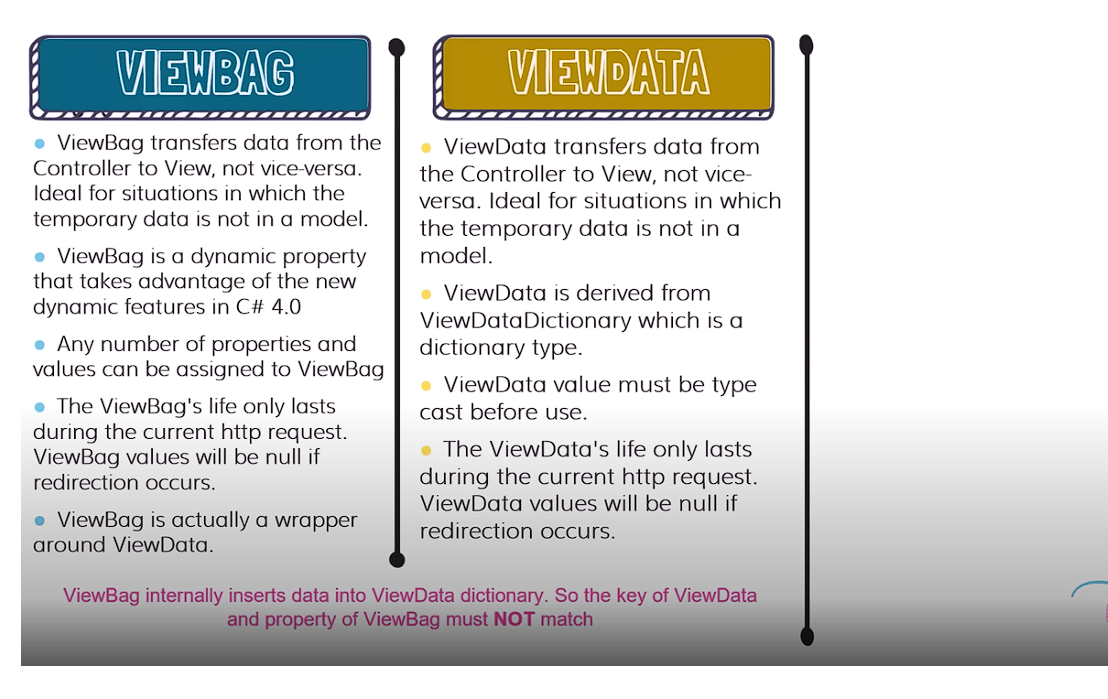 VIEWBAG
• ViewBag transfers data from the
Controller to View, not vice-versa.
Ideal for situations in which the
temporary data is not in a model.
• ViewBag is a dynamic property
that takes advantage of the new
dynamic features in C# 4.0
• Any number of properties and
values can be assigned to ViewBag
• The ViewBag's life only lasts
during the current http request.
ViewBag values will be null if
redirection occurs.
• ViewBag is actually a wrapper
around ViewData.
VIEWDATA
• ViewData transfers data from
the Controller to View, not vice-
versa. Ideal for situations in which
the temporary data is not in a
model.
• ViewData is derived from
ViewDataDictionary which is a
dictionary type.
• ViewData value must be type
cast before use.
• The ViewData's life only lasts
during the current http request.
ViewData values will be null if
redirection occurs.
ViewBag internally inserts data into ViewData dictionary. So the key of ViewData
and property of ViewBag must NOT match